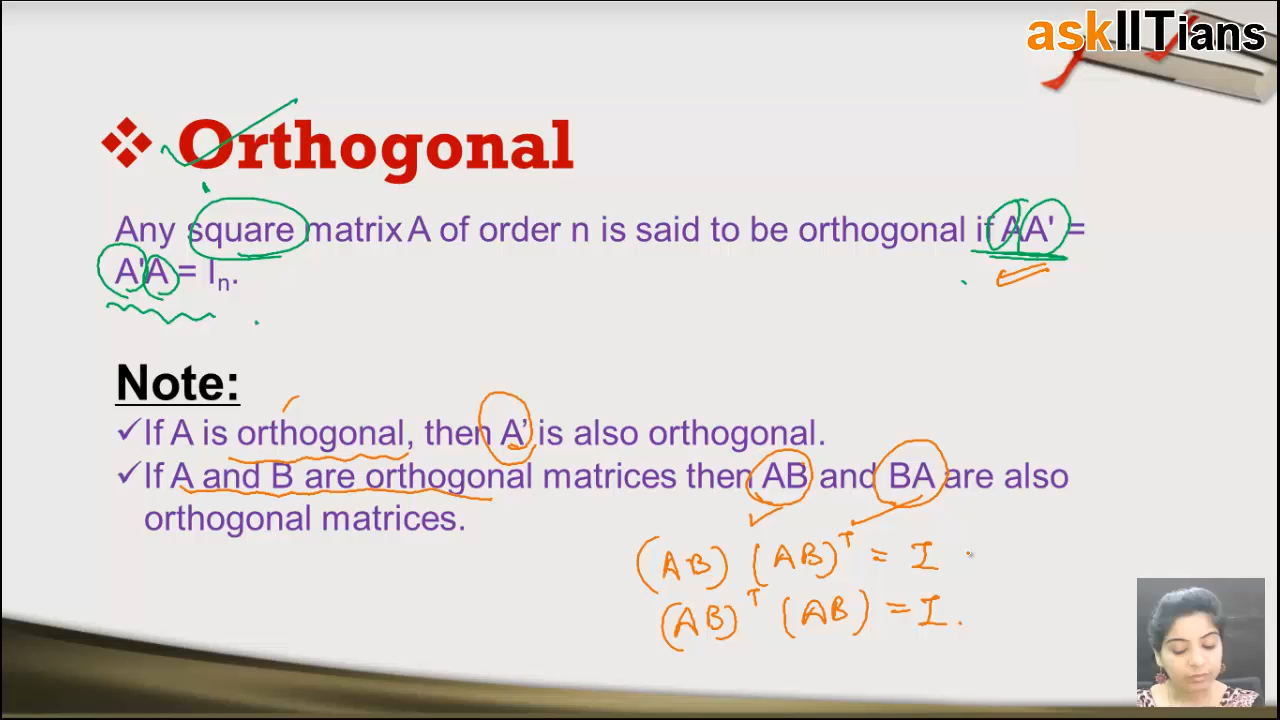 askIITians
❖ Orthogonal
Any square matrix A of order n is said to be orthogonal if AA' =
A'A = Iₙ.
Note:
✓If A is orthogonal, then A’ is also orthogonal.
✓If A and B are orthogonal matrices then AB and BA are also
orthogonal matrices.
(AB) (AB)ᵀ = I
(AB)ᵀ (AB) = I.